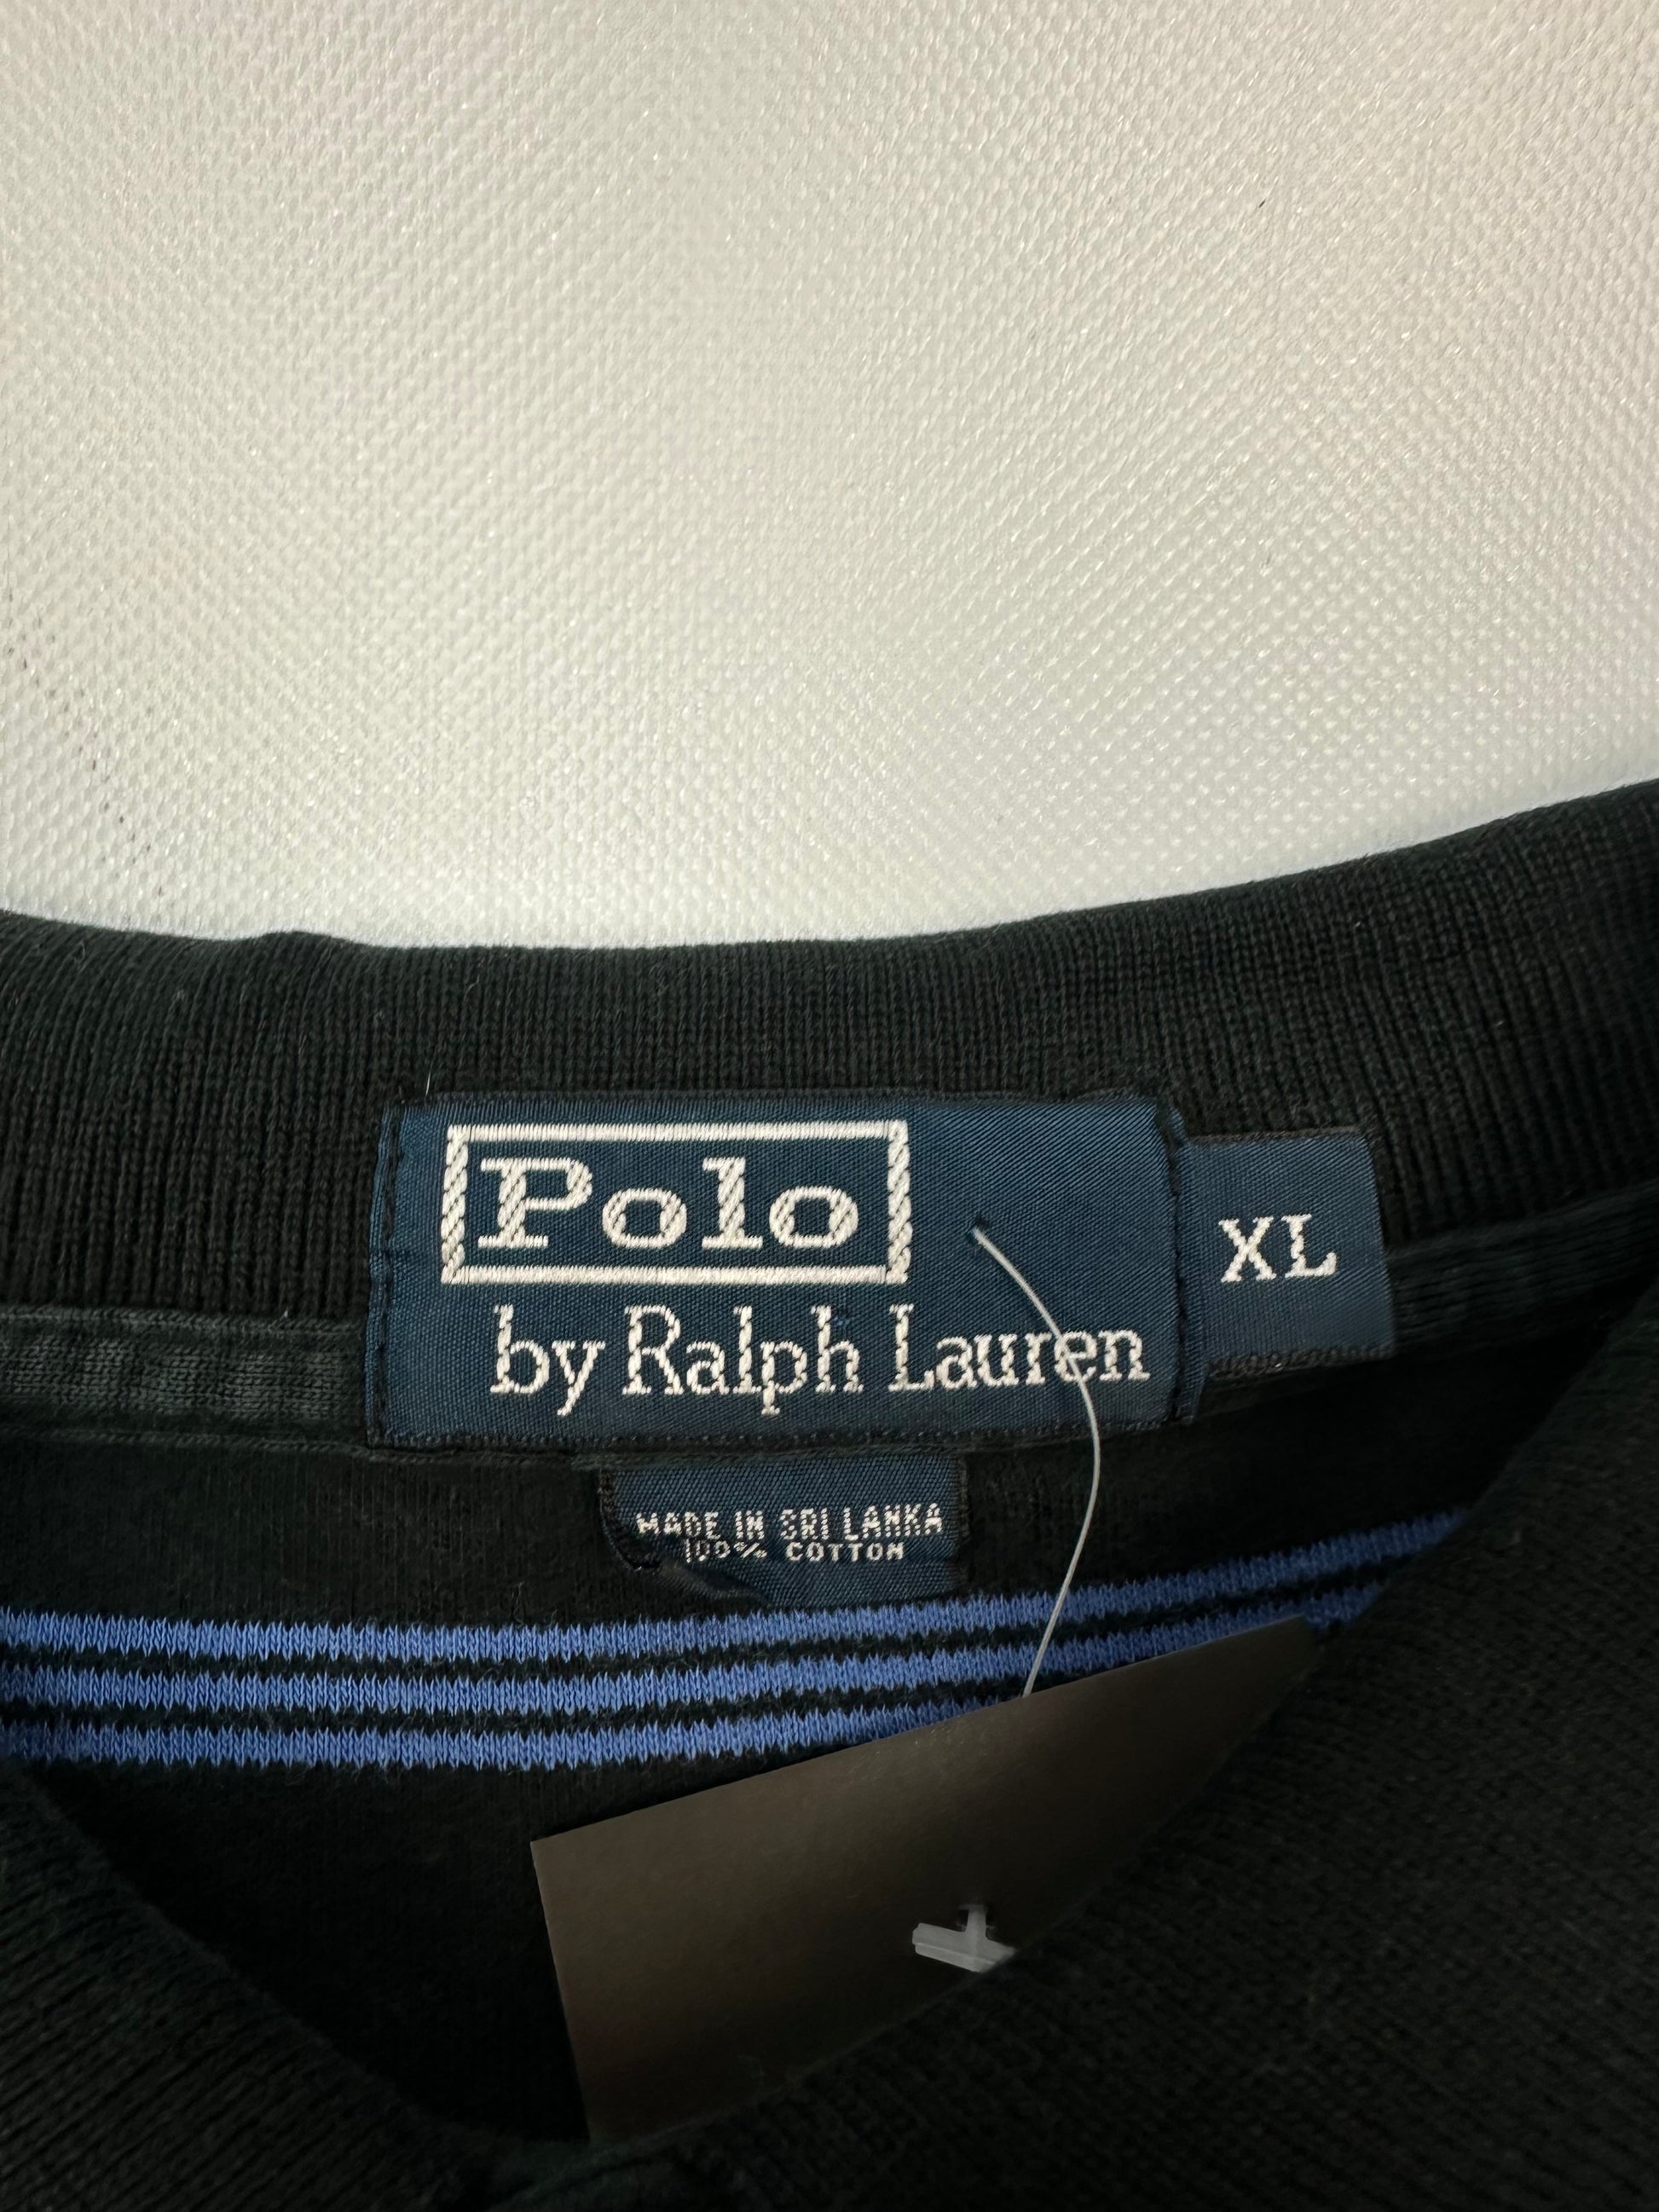 Polo
by Ralph Lauren
XL
MADE IN SRI LANKA
100% COTTON